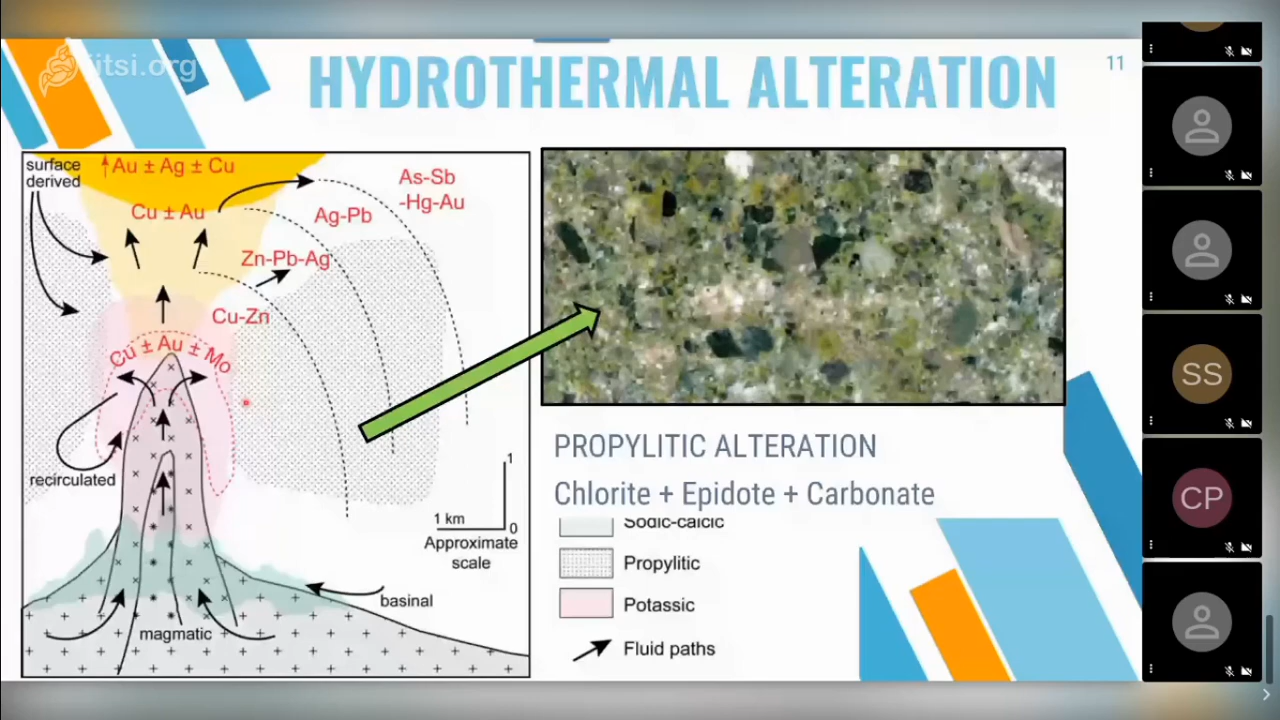 jitsi.org
HYDROTHERMAL ALTERATION
11
surface
derived
Au ± Ag ± Cu
Cu ± Au
As-Sb
-Hg-Au
Ag-Pb
Zn-Pb-Ag
Cu-Zn
Cu ± Au ± Mo
recirculated
1
1 km
0
Approximate
scale
basinal
magmatic
PROPYLITIC ALTERATION
Chlorite + Epidote + Carbonate
Sodic-calcic
Propylitic
Potassic
Fluid paths
SS
CP